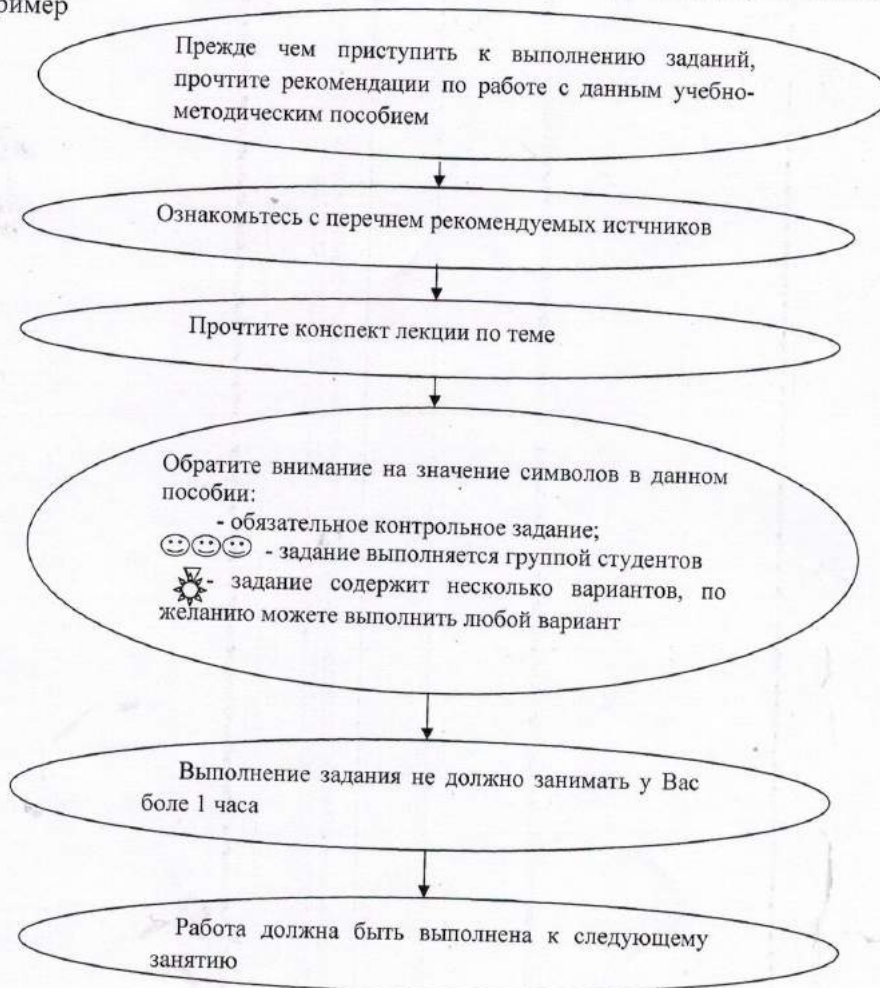 Прежде чем приступить к выполнению заданий,
прочтите рекомендации по работе с данным учебно-
методическим пособием
Ознакомьтесь с перечнем рекомендуемых истчников
Прочтите конспект лекции по теме
Обратите внимание на значение символов в данном
пособии:
- обязательное контрольное задание;
- задание выполняется группой студентов
- задание содержит несколько вариантов, по
желанию можете выполнить любой вариант
Выполнение задания не должно занимать у Вас
боле 1 часа
Работа должна быть выполнена к следующему
занятию